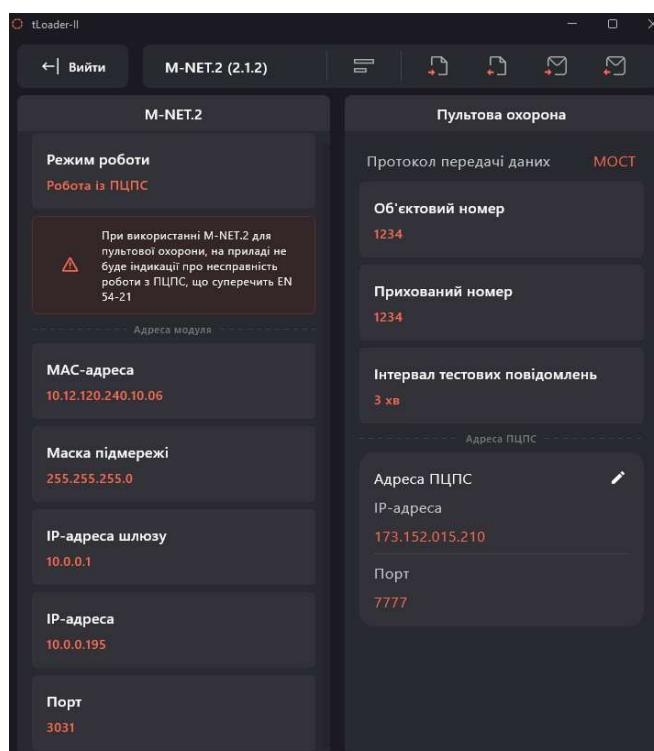 tLoader-II
Вийти
M-NET.2 (2.1.2)
M-NET.2
Режим роботи
Робота із ПЦПС
При використанні M-NET.2 для
пультової охорони, на приладі не
буде індикації про несправність
роботи з ПЦПС, що суперечить EN
54-21
Адреса модуля
MAC-адреса
10.12.120.240.10.06
Маска підмережі
255.255.255.0
IP-адреса шлюзу
10.0.0.1
IP-адреса
10.0.0.195
Порт
3031
Пультова охорона
Протокол передачі даних МОСТ
Об'єктовий номер
1234
Прихований номер
1234
Інтервал тестових повідомлень
3 хв
Адреса ПЦПС
Адреса ПЦПС
IP-адреса
173.152.015.210
Порт
7777